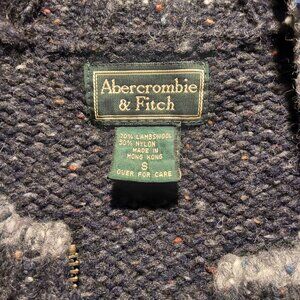 Abercrombie
& Fitch
70% LAMBSWOOL
30% NYLON
MADE IN
HONG KONG
S
OVER FOR CARE